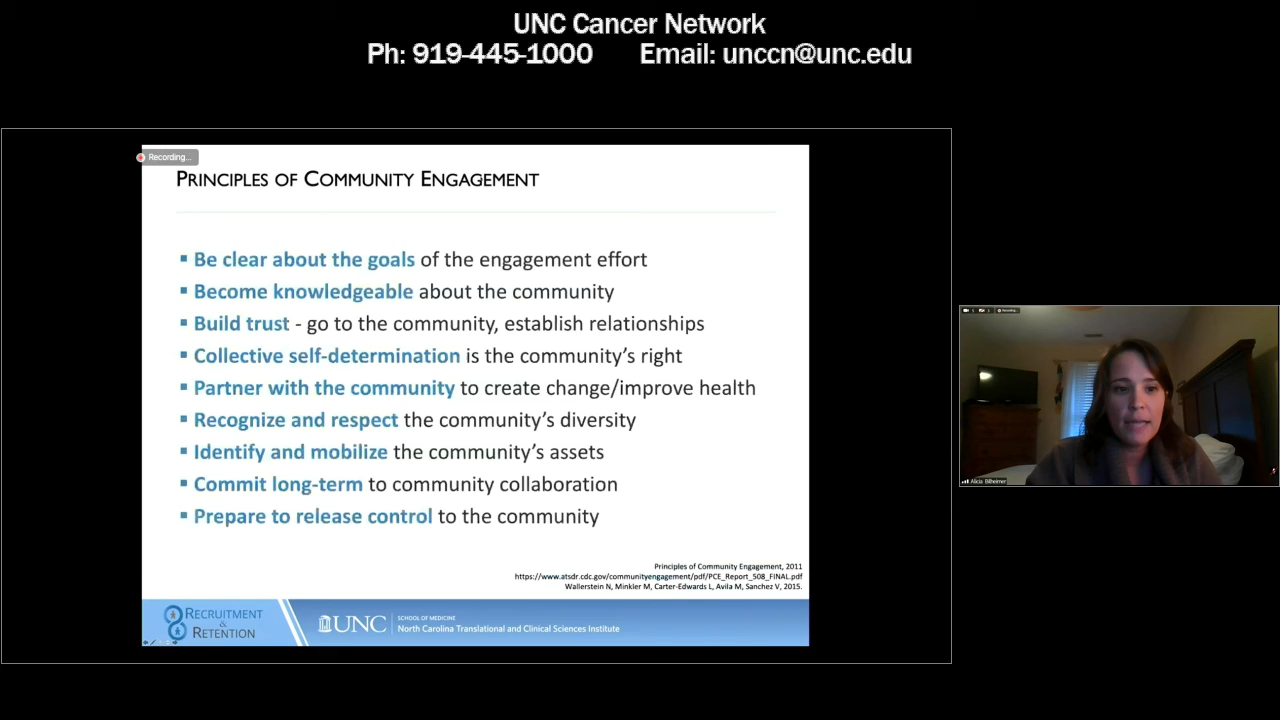 UNC Cancer Network
Ph: 919-445-1000 Email: unccn@unc.edu
Recording...
PRINCIPLES OF COMMUNITY ENGAGEMENT
▪ Be clear about the goals of the engagement effort
▪ Become knowledgeable about the community
▪ Build trust - go to the community, establish relationships
▪ Collective self-determination is the community’s right
▪ Partner with the community to create change/improve health
▪ Recognize and respect the community’s diversity
▪ Identify and mobilize the community’s assets
▪ Commit long-term to community collaboration
▪ Prepare to release control to the community
Principles of Community Engagement, 2011
https://www.atsdr.cdc.gov/communityengagement/pdf/PCE_Report_508_FINAL.pdf
Wallerstein N, Minkler M, Carter-Edwards L, Avila M, Sanchez V, 2015.
RECRUITMENT
&
RETENTION
UNC
SCHOOL OF MEDICINE
North Carolina Translational and Clinical Sciences Institute
Recording...
Alicia Bilheimer